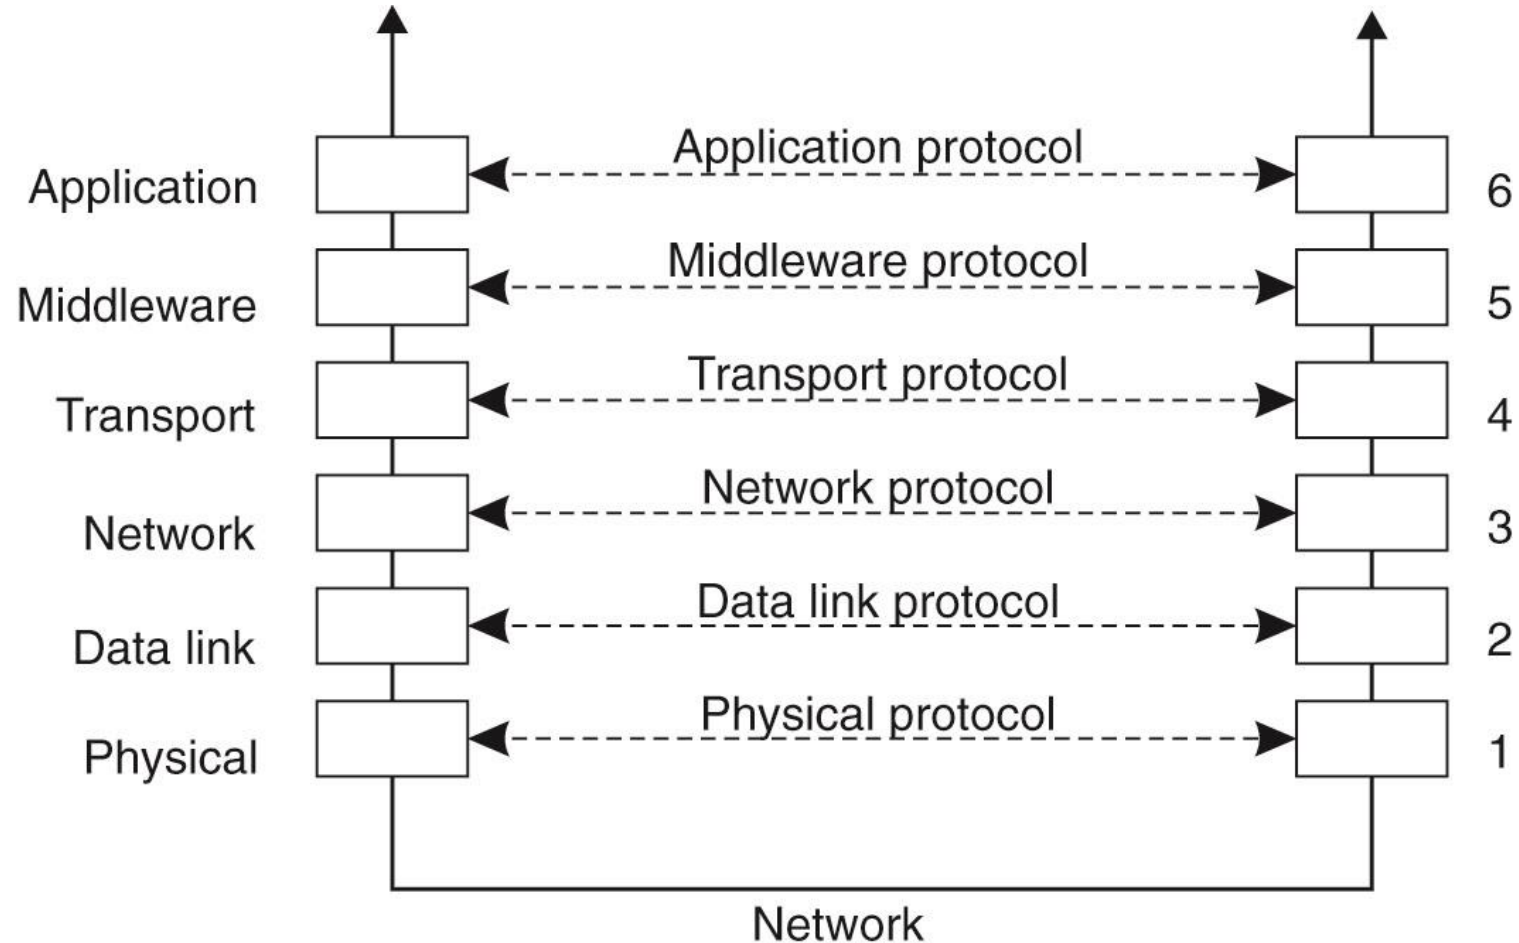 Application
Application protocol
6
Middleware
Middleware protocol
5
Transport
Transport protocol
4
Network
Network protocol
3
Data link
Data link protocol
2
Physical
Physical protocol
1
Network